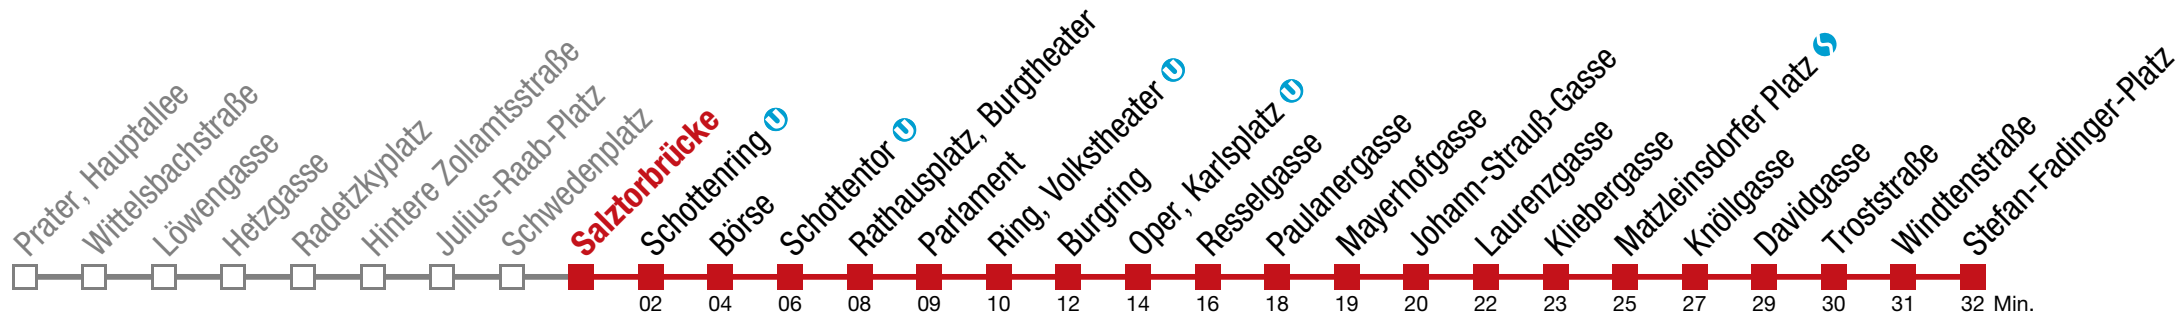 Prater, Hauptallee
Wittelsbachstraße
Löwengasse
Hetzgasse
Radetzkyplatz
Hintere Zollamtsstraße
Julius-Raab-Platz
Schwedenplatz
Salztorbrücke
Schottenring U
Börse
Schottentor U
Rathausplatz, Burgtheater
Parlament
Ring, Volkstheater U
Burgring
Oper, Karlsplatz U
Resselgasse
Paulanergasse
Mayerhofgasse
Johann-Strauß-Gasse
Laurenzgasse
Kliebergasse
Matzleinsdorfer Platz S
Knöllgasse
Davidgasse
Troststraße
Windtenstraße
Stefan-Fadinger-Platz
02 04 06 08 09 10 12 14 16 18 19 20 22 23 25 27 29 30 31 32 Min.